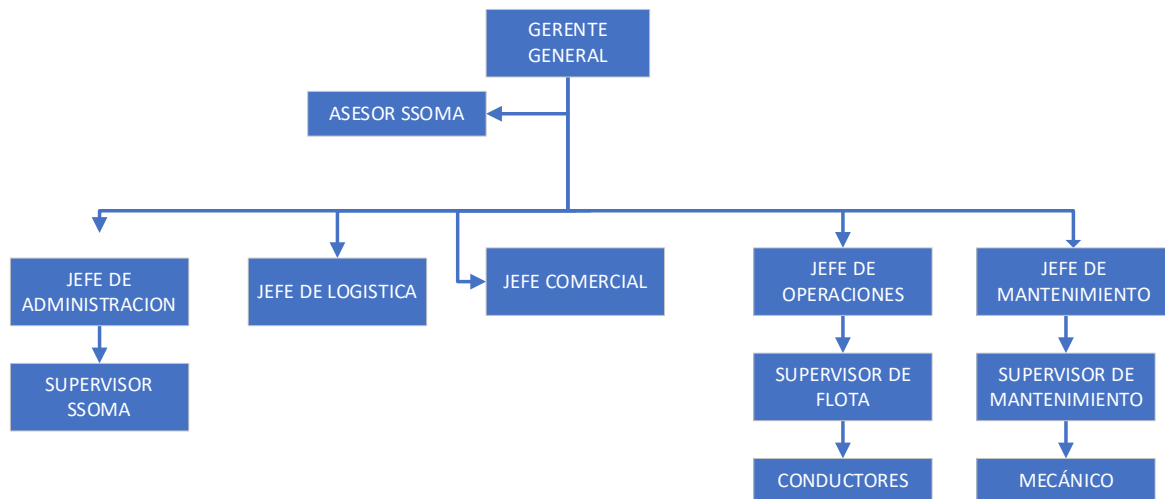 GERENTE
GENERAL
ASESOR SSOMA
JEFE DE
ADMINISTRACION
JEFE DE LOGISTICA
JEFE COMERCIAL
JEFE DE
OPERACIONES
JEFE DE
MANTENIMIENTO
SUPERVISOR
SSOMA
SUPERVISOR DE
FLOTA
SUPERVISOR DE
MANTENIMIENTO
CONDUCTORES
MECÁNICO